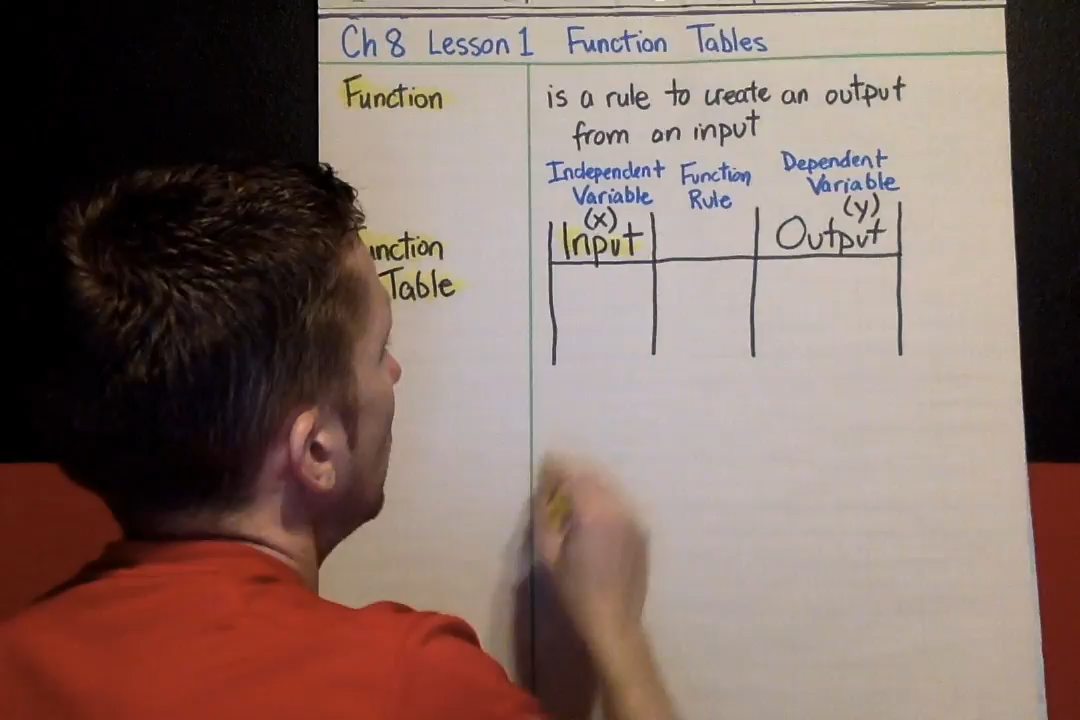 Ch 8 Lesson 1 Function Tables
Function
is a rule to create an output
from an input
Independent
Variable
(x)
Function
Rule
Dependent
Variable
(y)
Input
Output
Table